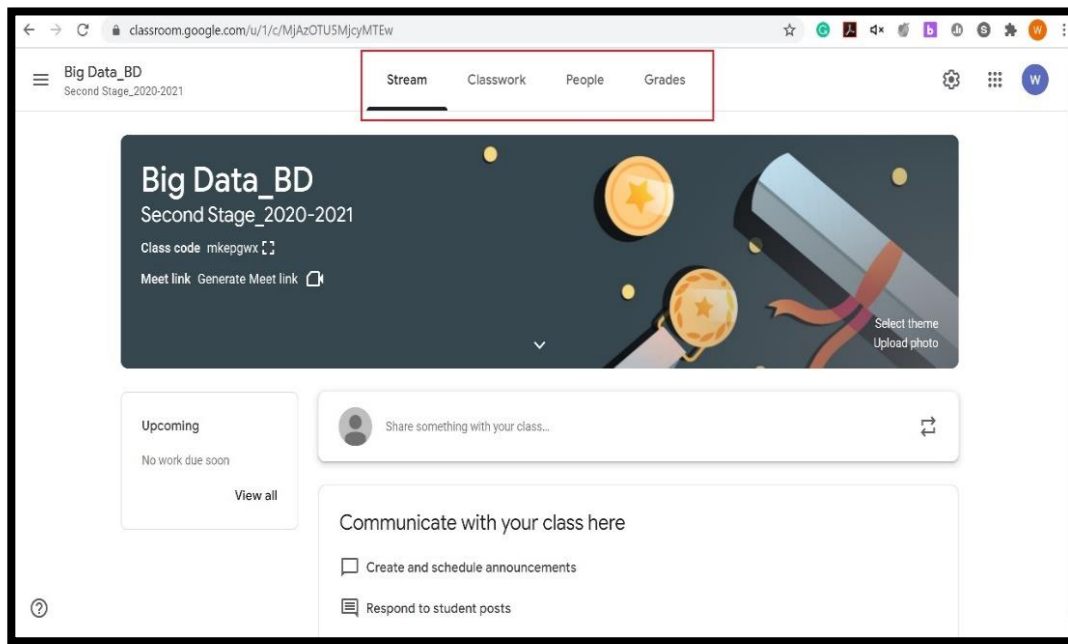 classroom.google.com/u/1/c/MjAzOTU5MjcyMTEw
W
Big Data_BD
Second Stage_2020-2021
Stream Classwork People Grades
W
Big Data_BD
Second Stage_2020-2021
Class code mkepgwx
Meet link Generate Meet link
Select theme
Upload photo
Upcoming
No work due soon
View all
Share something with your class...
Communicate with your class here
Create and schedule announcements
Respond to student posts